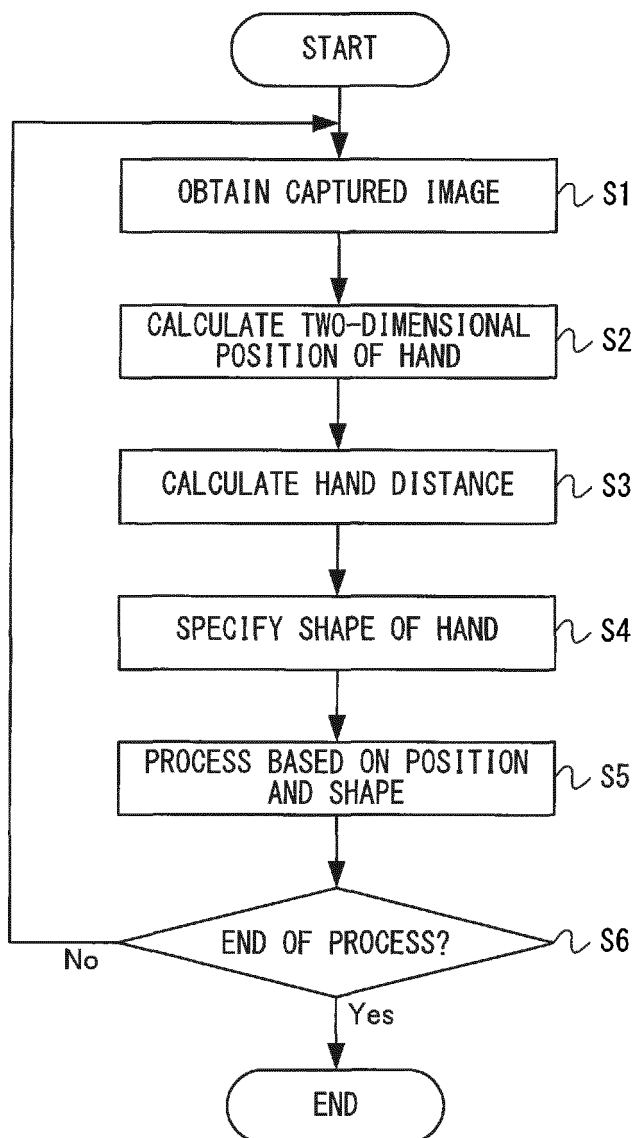 START
OBTAIN CAPTURED IMAGE
S1
CALCULATE TWO-DIMENSIONAL
POSITION OF HAND
S2
CALCULATE HAND DISTANCE
S3
SPECIFY SHAPE OF HAND
S4
PROCESS BASED ON POSITION
AND SHAPE
S5
END OF PROCESS?
S6
No
Yes
END